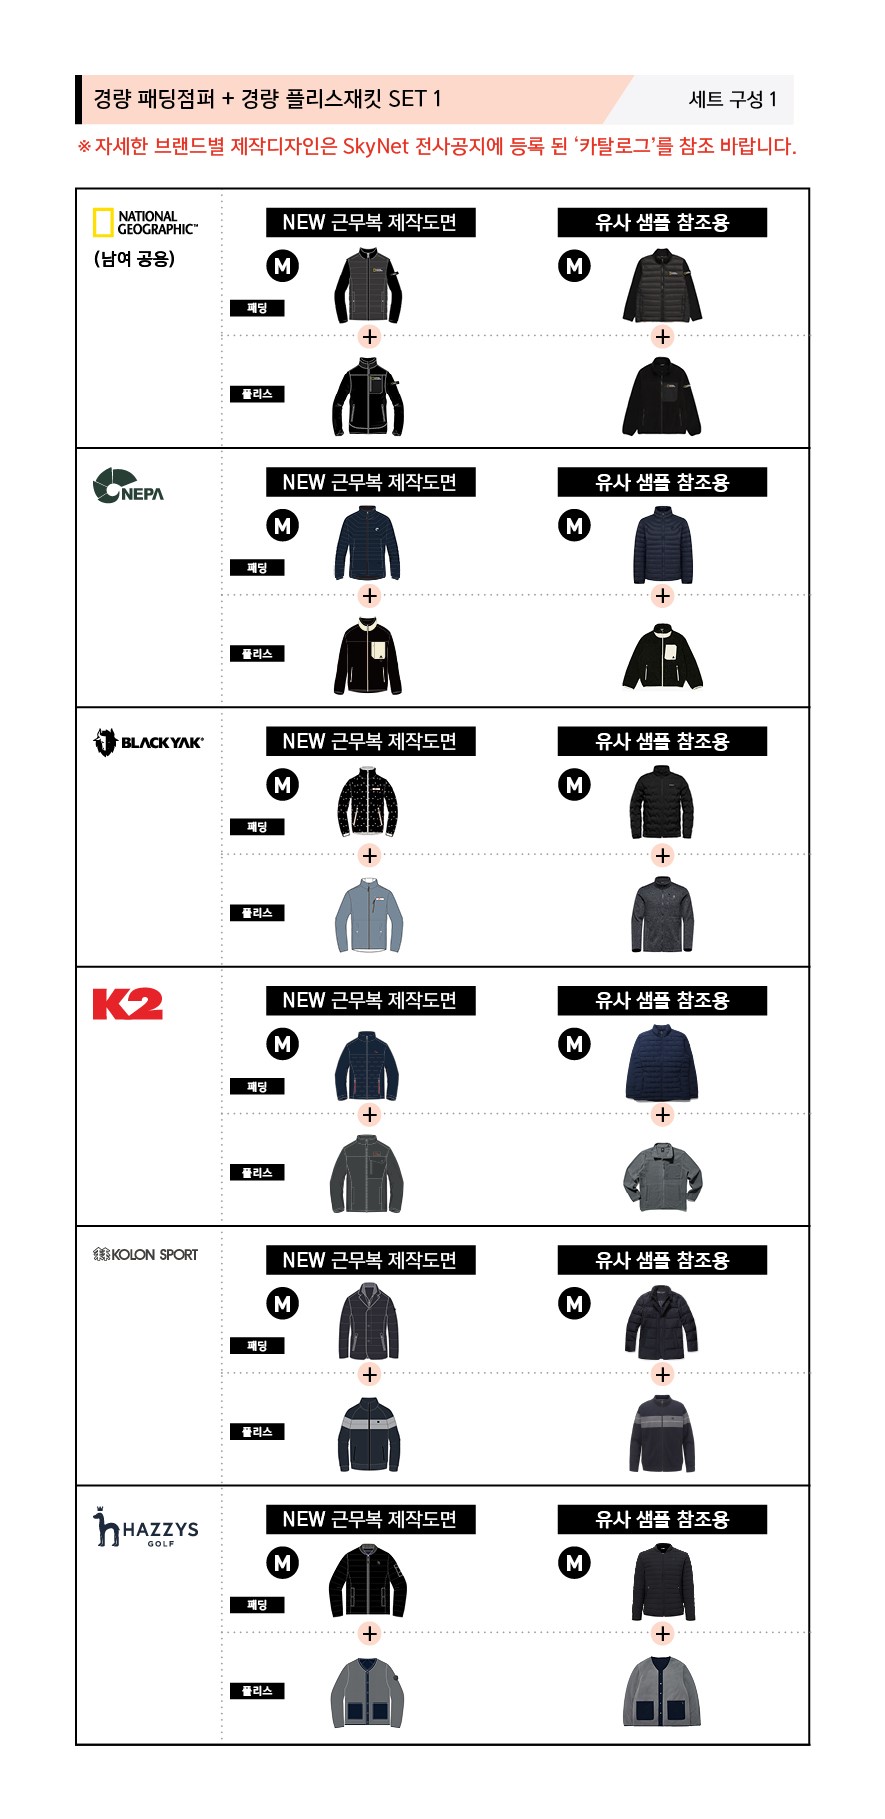 경량 패딩점퍼 + 경량 플리스재킷 SET 1
세트 구성 1
※ 자세한 브랜드별 제작디자인은 SkyNet 전사공지에 등록 된 ‘카탈로그’를 참조 바랍니다.
NATIONAL
GEOGRAPHIC™
(남여 공용)
NEW 근무복 제작도면
유사 샘플 참조용
M
M
패딩
+
+
플리스
NEPA
NEW 근무복 제작도면
유사 샘플 참조용
M
M
패딩
+
+
플리스
BLACKYAK®
NEW 근무복 제작도면
유사 샘플 참조용
M
M
패딩
+
+
플리스
K2
NEW 근무복 제작도면
유사 샘플 참조용
M
M
패딩
+
+
플리스
KOLON SPORT
NEW 근무복 제작도면
유사 샘플 참조용
M
M
패딩
+
+
플리스
HAZZYS
GOLF
NEW 근무복 제작도면
유사 샘플 참조용
M
M
패딩
+
+
플리스